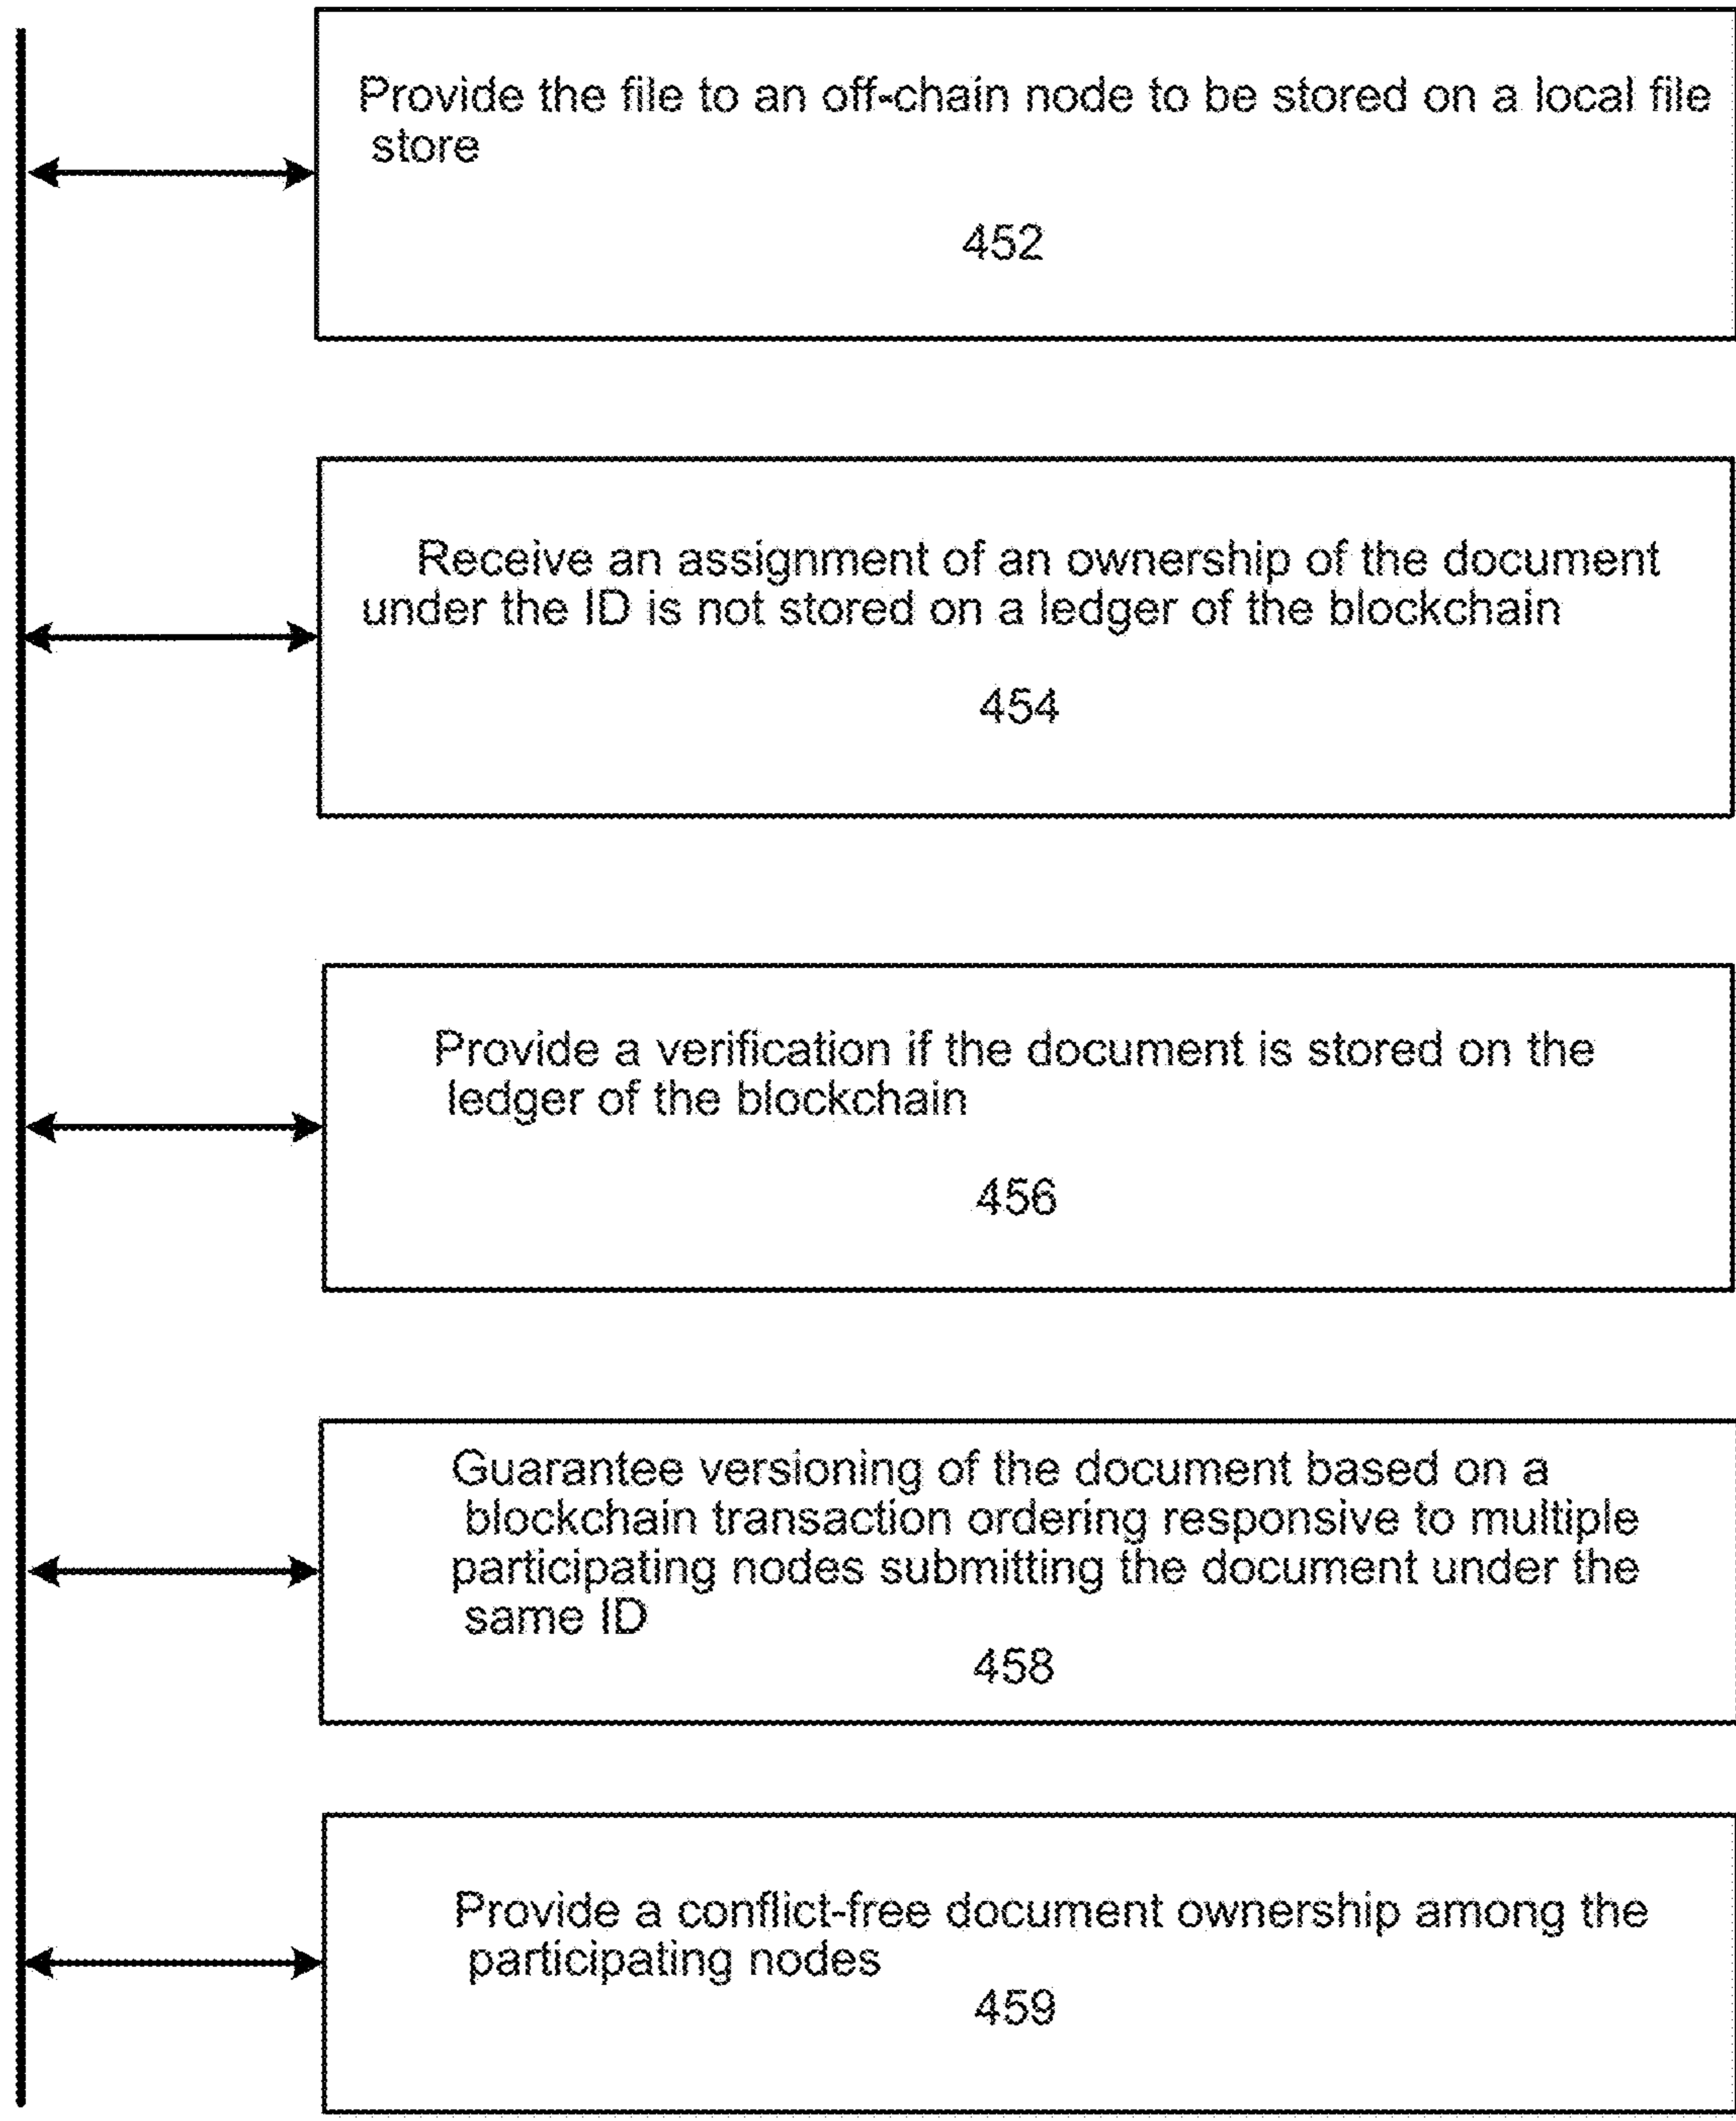 Provide the file to an off-chain node to be stored on a local file
store
452
Receive an assignment of an ownership of the document
under the ID is not stored on a ledger of the blockchain
454
Provide a verification if the document is stored on the
ledger of the blockchain
456
Guarantee versioning of the document based on a
blockchain transaction ordering responsive to multiple
participating nodes submitting the document under the
same ID
458
Provide a conflict-free document ownership among the
participating nodes
459